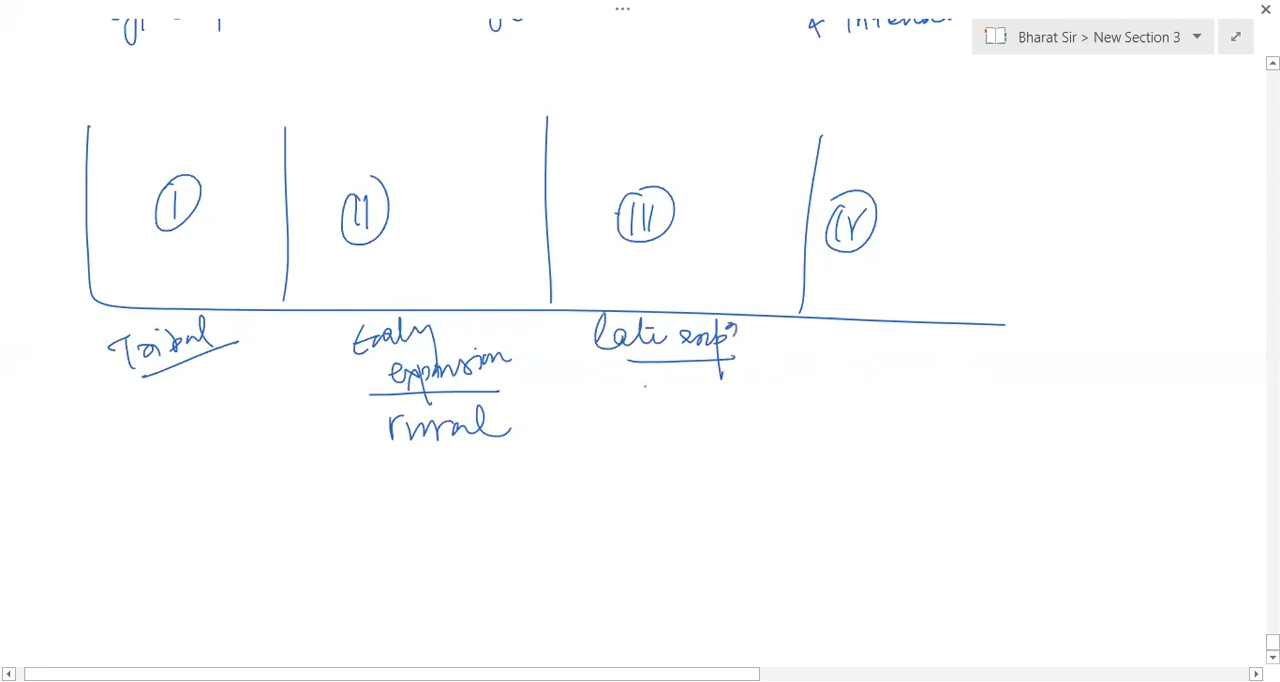 Bharat Sir > New Section 3
I
II
III
IV
Tribal
Early
expansion
rural
late exp